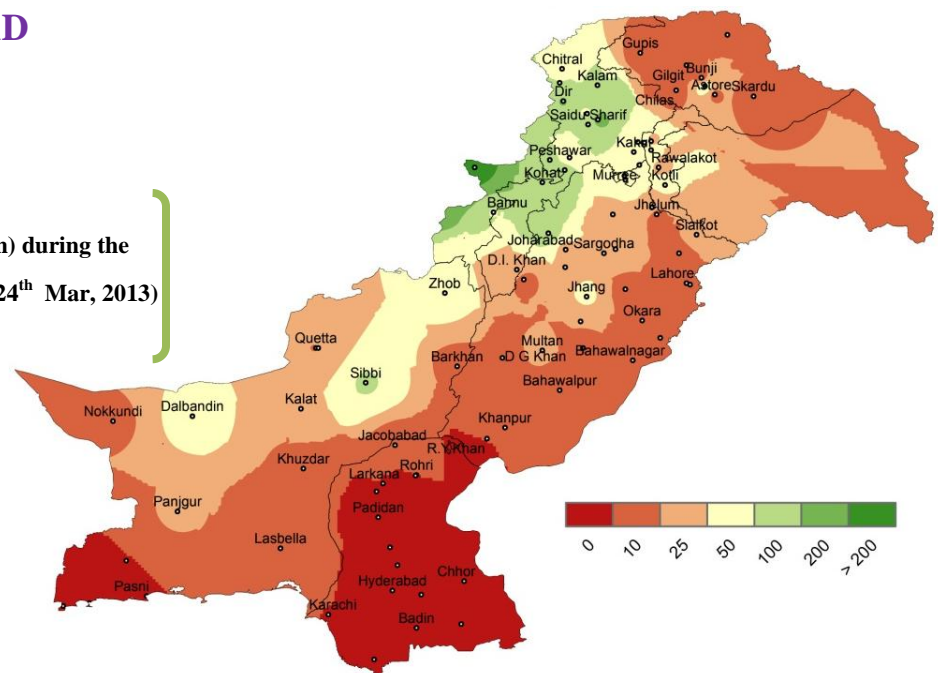 D
m) during the
24th Mar, 2013)
Gupis
Chitral
Kalam
Gilgit
Bunji
Dir
Astore
Skardu
Chilas
Saidu Sharif
Peshawar
Rawalakot
Kohat
Murree
Kotli
Bannu
Jhelum
Sialkot
Joharabad
Sargodha
D.I. Khan
Lahore
Zhob
Jhang
Okara
Quetta
Multan
Barkhan
D G Khan
Bahawalnagar
Sibbi
Bahawalpur
Nokkundi
Dalbandin
Kalat
Khanpur
Jacobabad
R.Y.Khan
Khuzdar
Rohri
Larkana
Panjgur
Padidan
Lasbella
Pasni
Hyderabad
Chhor
Karachi
Badin
0
10
25
50
100
200
> 200